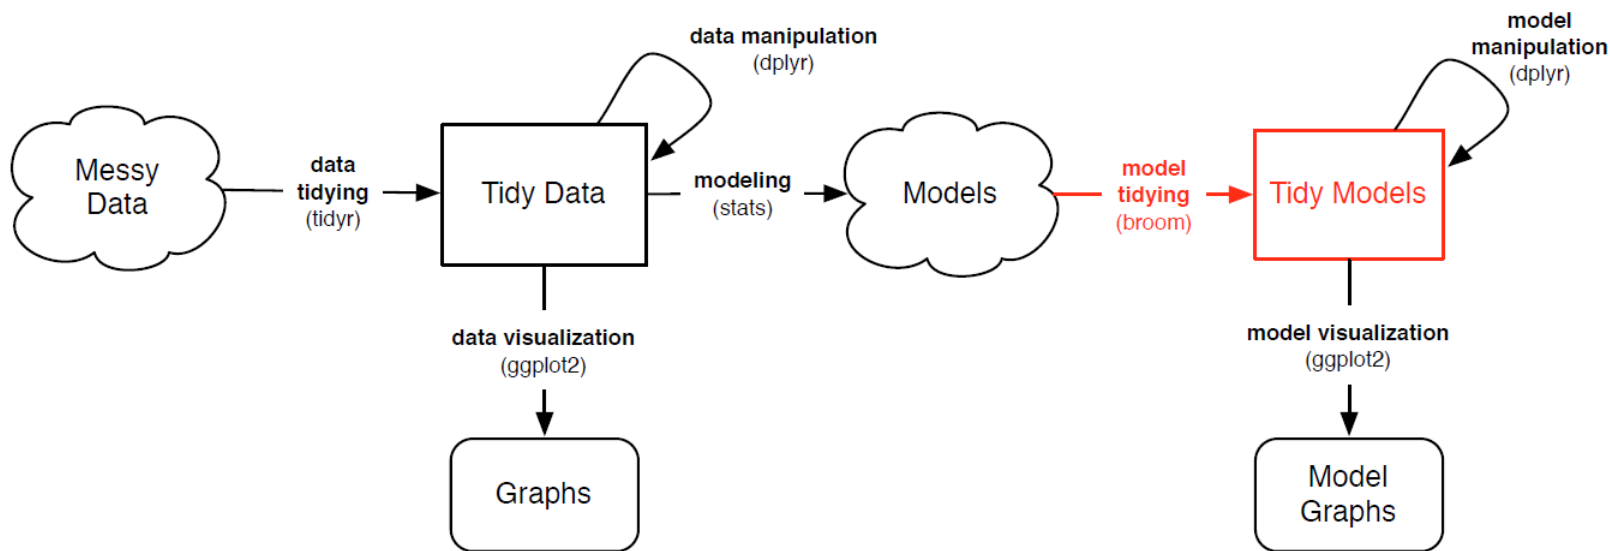 data manipulation
(dplyr)
model
manipulation
(dplyr)
Messy
Data
data
tidying
(tidyr)
Tidy Data
modeling
(stats)
Models
model
tidying
(broom)
Tidy Models
data visualization
(ggplot2)
model visualization
(ggplot2)
Graphs
Model
Graphs